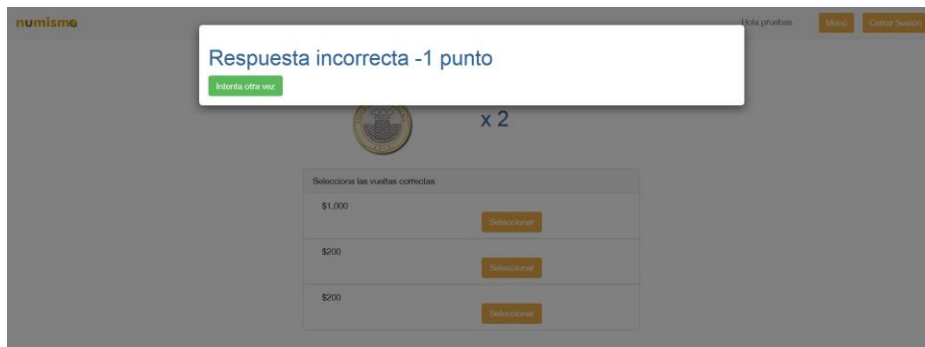 numisma
Hola pruebas
Menú
Cerrar Sesión
Respuesta incorrecta -1 punto
Intenta otra vez
x 2
Selecciona las vueltas correctas
$1,000
Seleccionar
$200
Seleccionar
$200
Seleccionar